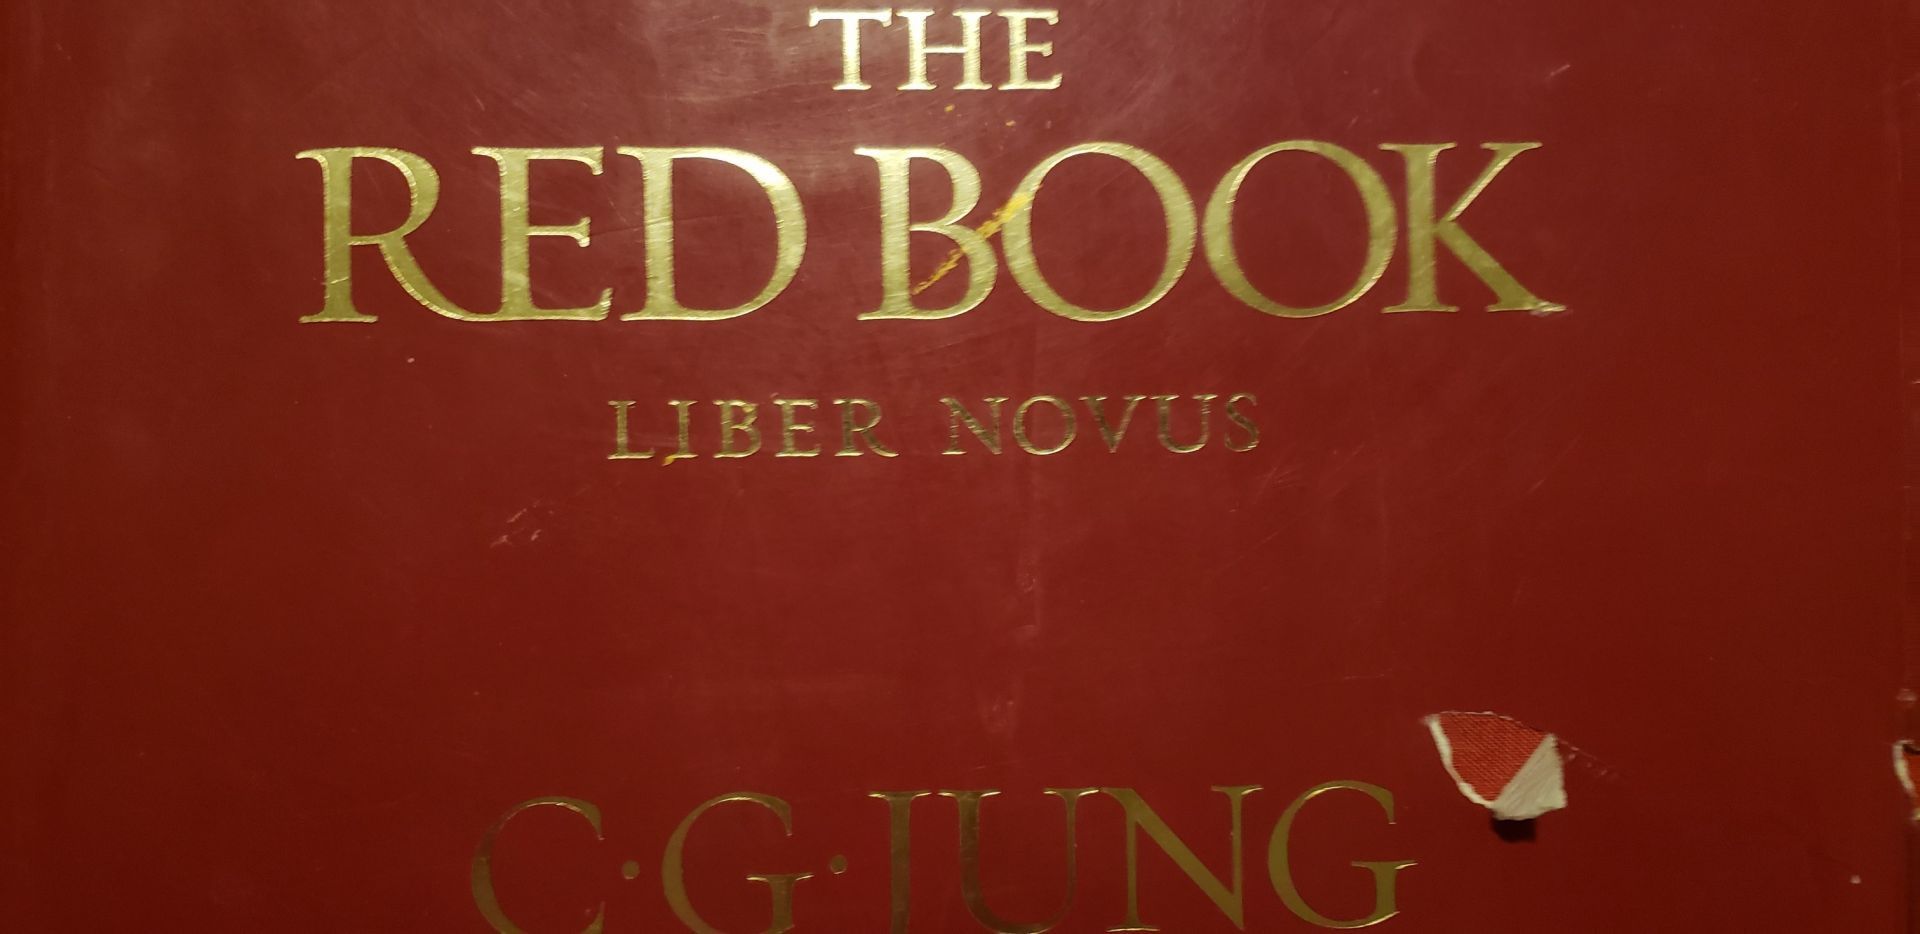 THE
RED BOOK
LIBER NOVUS
C·G·JUNG